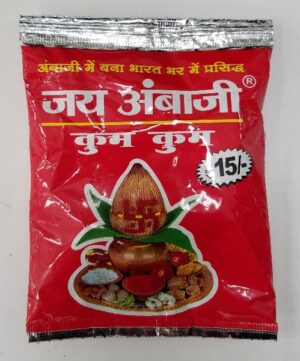 अंबाजी में बना भारत भर में प्रसिद्ध
जय अंबाजी®
कुम कुम
15/-